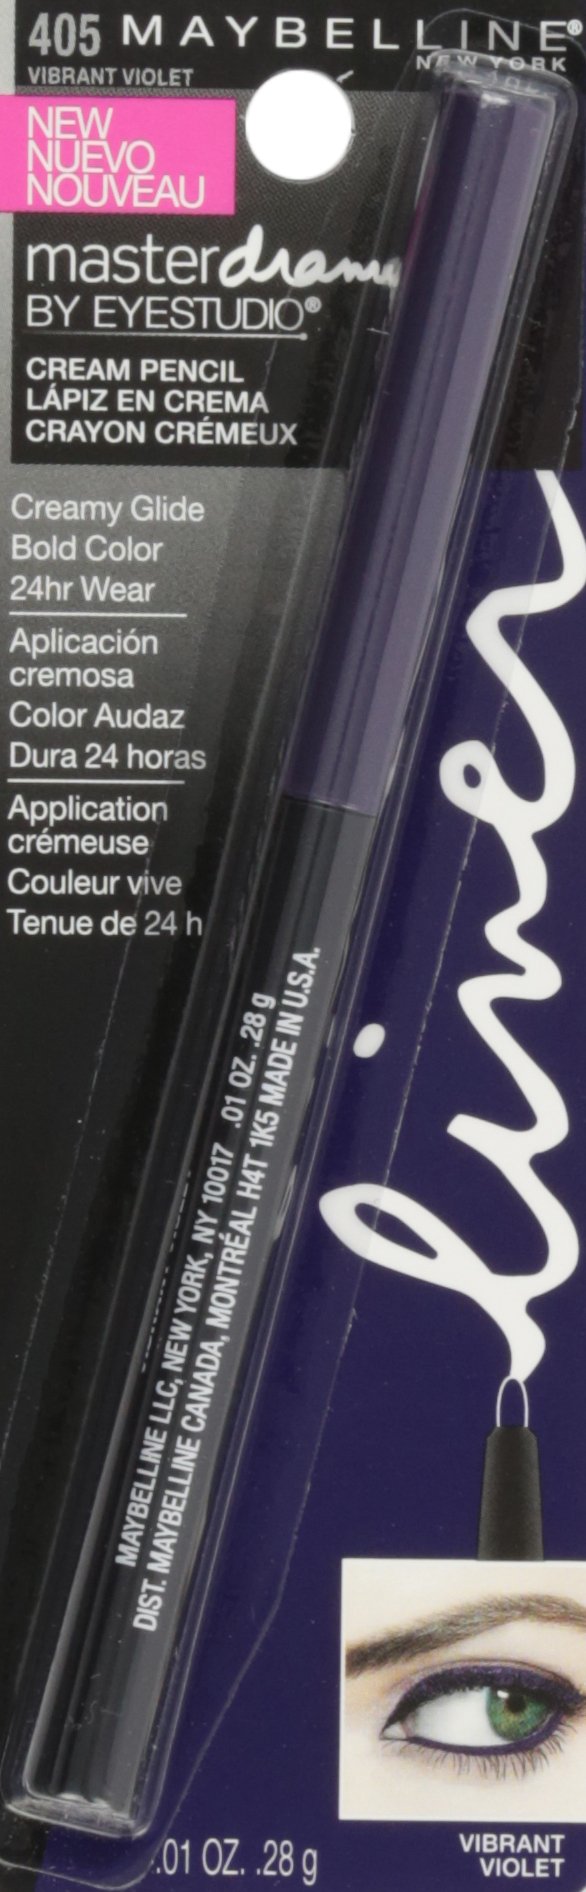 405 MAYBELLINE®
NEW YORK
VIBRANT VIOLET
NEW
NUEVO
NOUVEAU
masterdrama
BY EYESTUDIO®
CREAM PENCIL
LÁPIZ EN CREMA
CRAYON CRÉMEUX
Creamy Glide
Bold Color
24hr Wear
Aplicación
cremosa
Color Audaz
Dura 24 horas
Application
crémeuse
Couleur vive
Tenue de 24 h
liner
MAYBELLINE LLC, NEW YORK, NY 10017 .01 OZ. .28 g
DIST. MAYBELLINE CANADA, MONTRÉAL H4T 1K5 MADE IN U.S.A.
.01 OZ. .28 g
VIBRANT
VIOLET